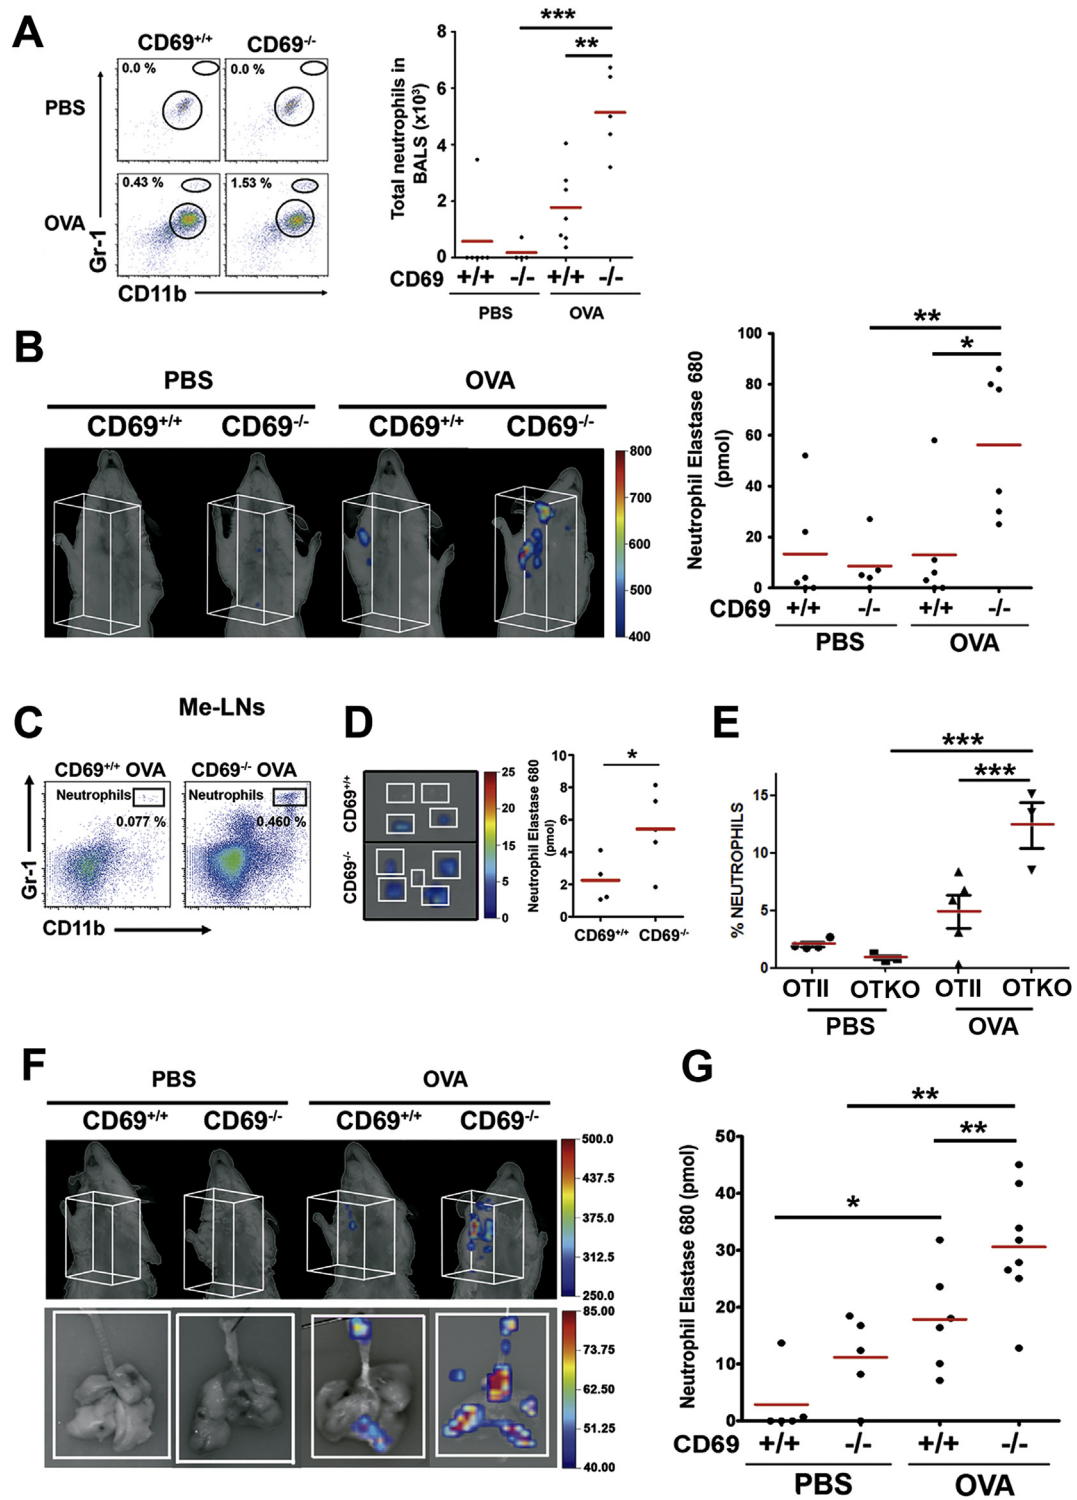 A
CD69+/+ CD69-/-
PBS
0.0 % 0.0 %
OVA
0.43 % 1.53 %
Gr-1
CD11b
Total neutrophils in
BALS (x10³)
8
6
4
2
0
*** 
**
CD69 +/+ -/- +/+ -/-
PBS OVA
B
PBS OVA
CD69+/+ CD69-/- CD69+/+ CD69-/-
800
700
600
500
400
Neutrophil Elastase 680
(pmol)
100
80
60
40
20
0
**
*
CD69 +/+ -/- +/+ -/-
PBS OVA
C
Me-LNs
CD69+/+ OVA CD69-/- OVA
Neutrophils Neutrophils
0.077 % 0.460 %
Gr-1
CD11b
D
CD69+/+
CD69-/-
25
20
15
10
5
0
Neutrophil Elastase 680
(pmol)
10
8
6
4
2
0
*
CD69+/+ CD69-/-
E
% NEUTROPHILS
15
10
5
0
***
***
OTII OTKO OTII OTKO
PBS OVA
F
PBS OVA
CD69+/+ CD69-/- CD69+/+ CD69-/-
500.0
437.5
375.00
312.5
250.0
85.00
73.75
62.50
51.25
40.00
G
Neutrophil Elastase 680 (pmol)
50
40
30
20
10
0
**
**
*
CD69 +/+ -/- +/+ -/-
PBS OVA